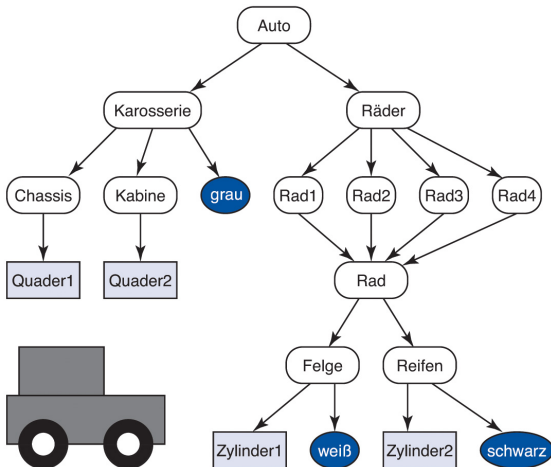 Auto
Karosserie
Räder
Chassis
Kabine
grau
Rad1
Rad2
Rad3
Rad4
Quader1
Quader2
Rad
Felge
Reifen
Zylinder1
weiß
Zylinder2
schwarz